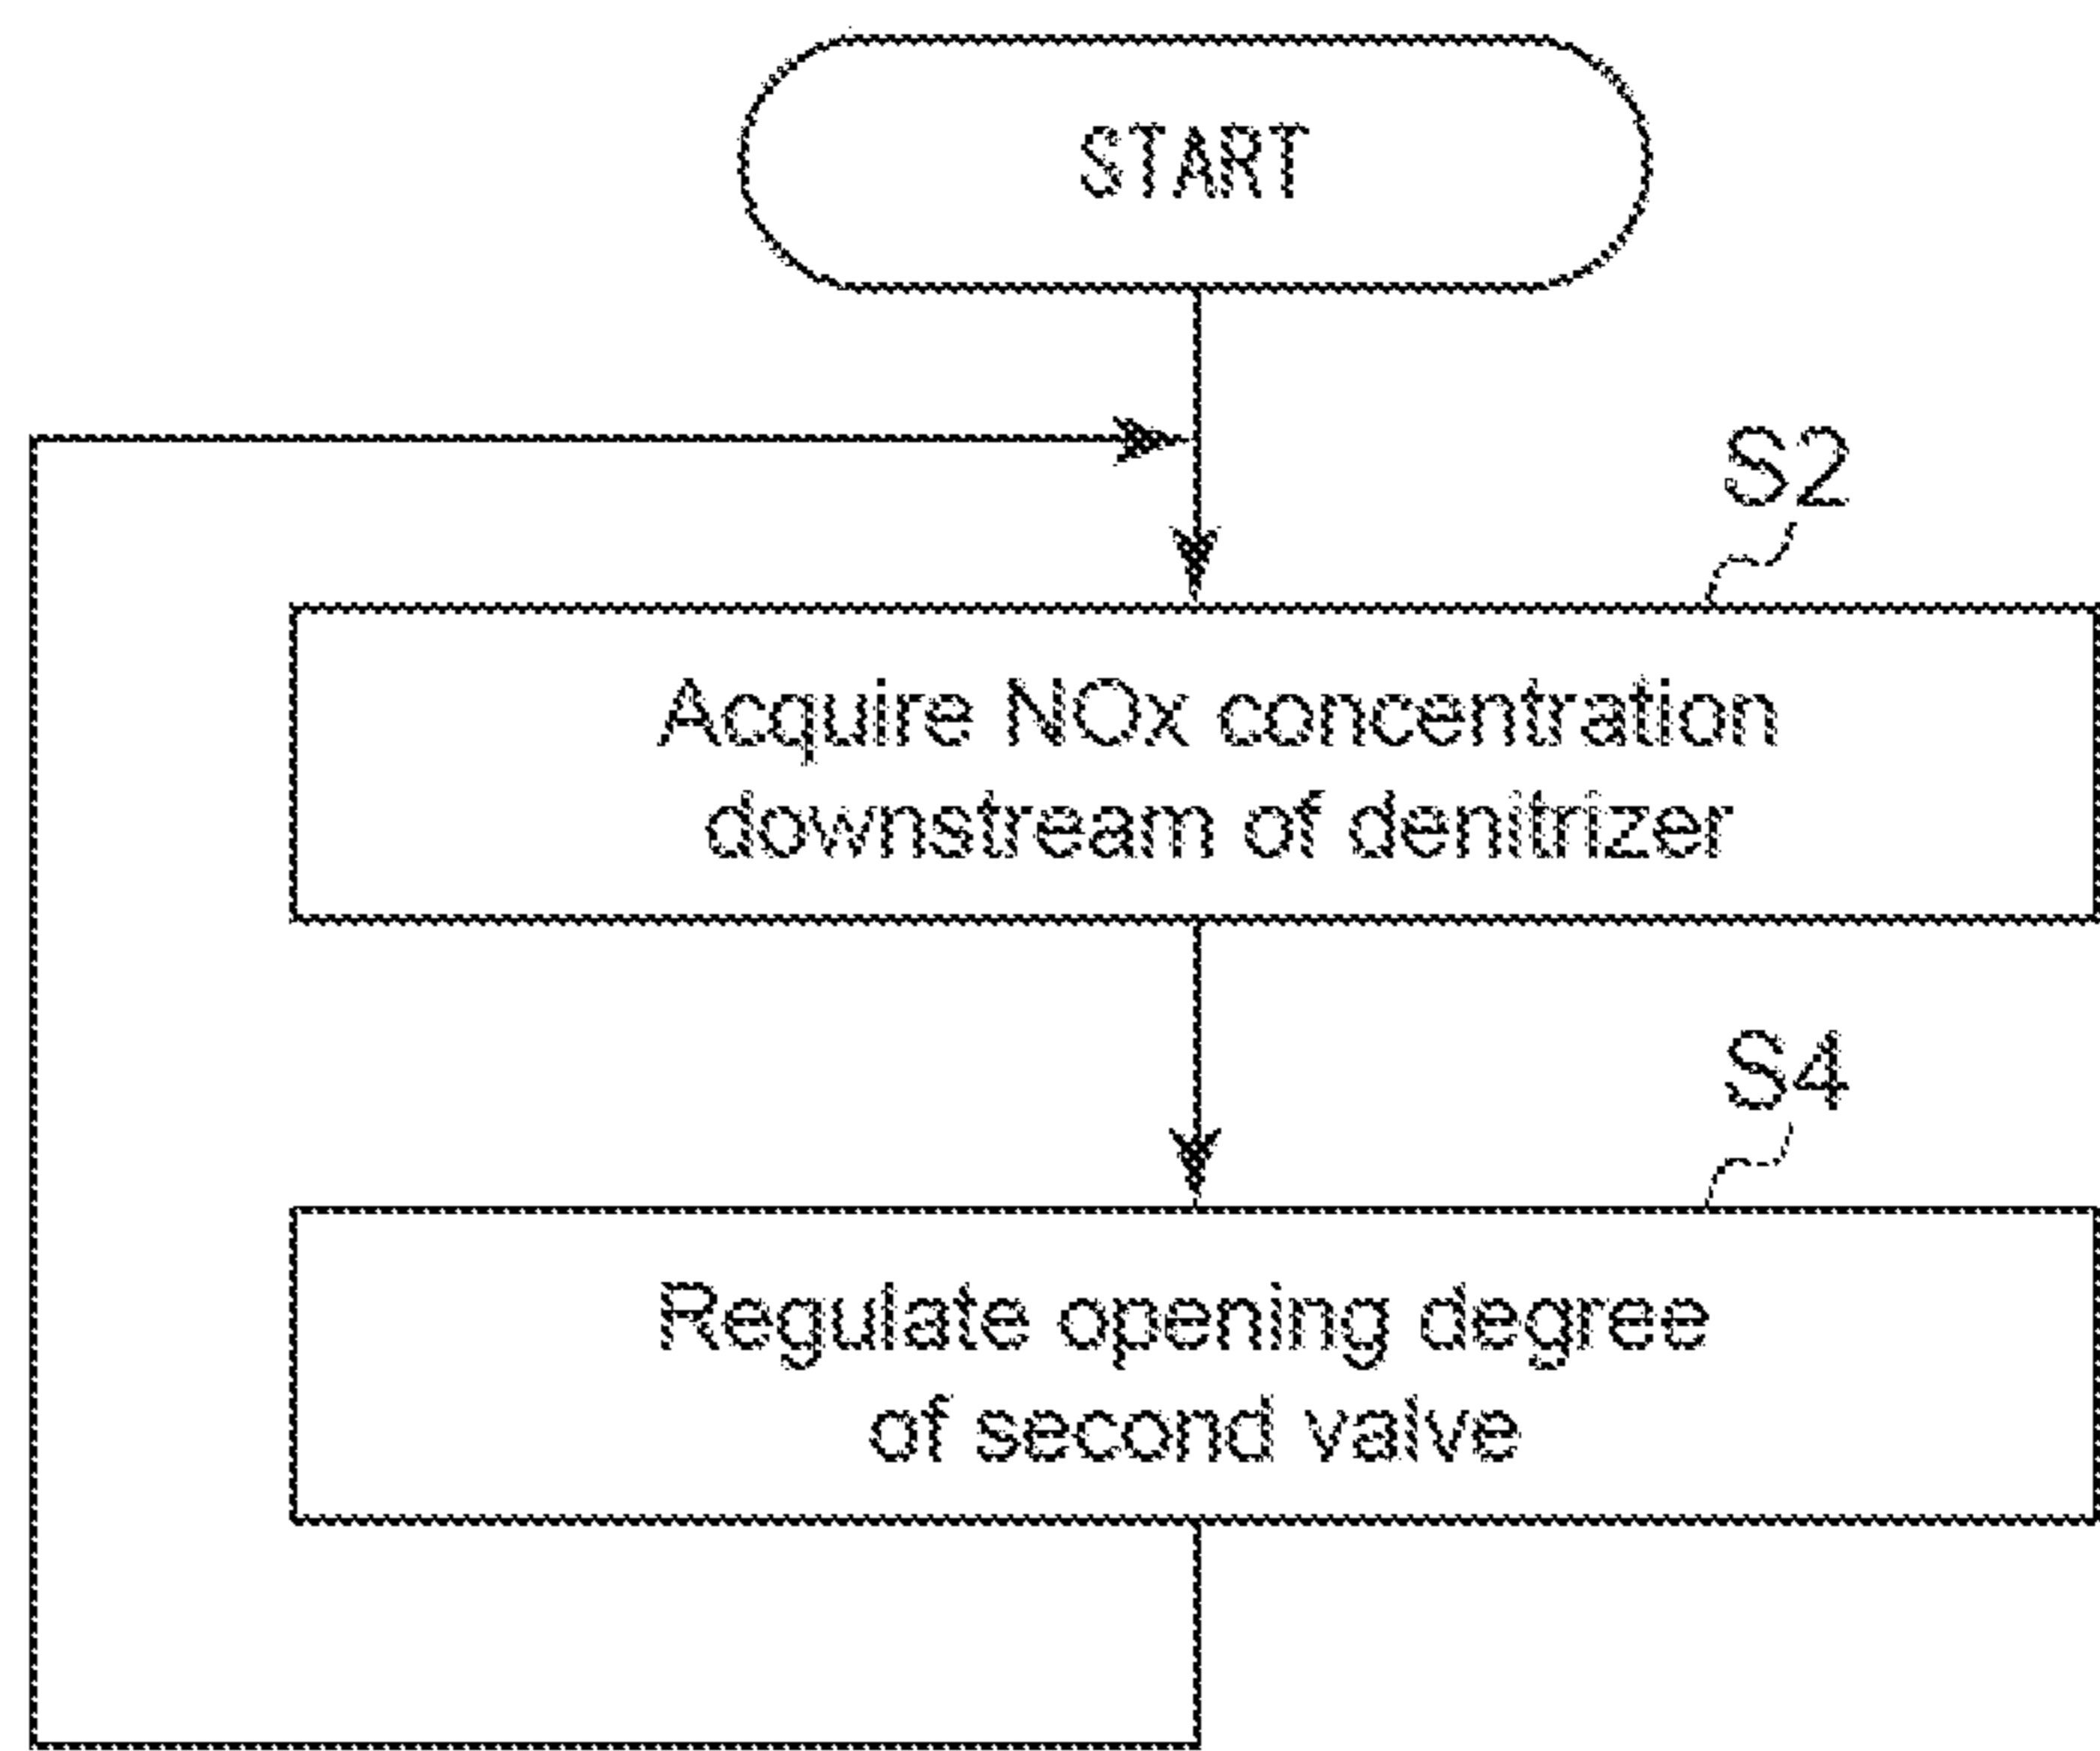 START
S2
Acquire NOx concentration
downstream of denitrizer
S4
Regulate opening degree
of second valve